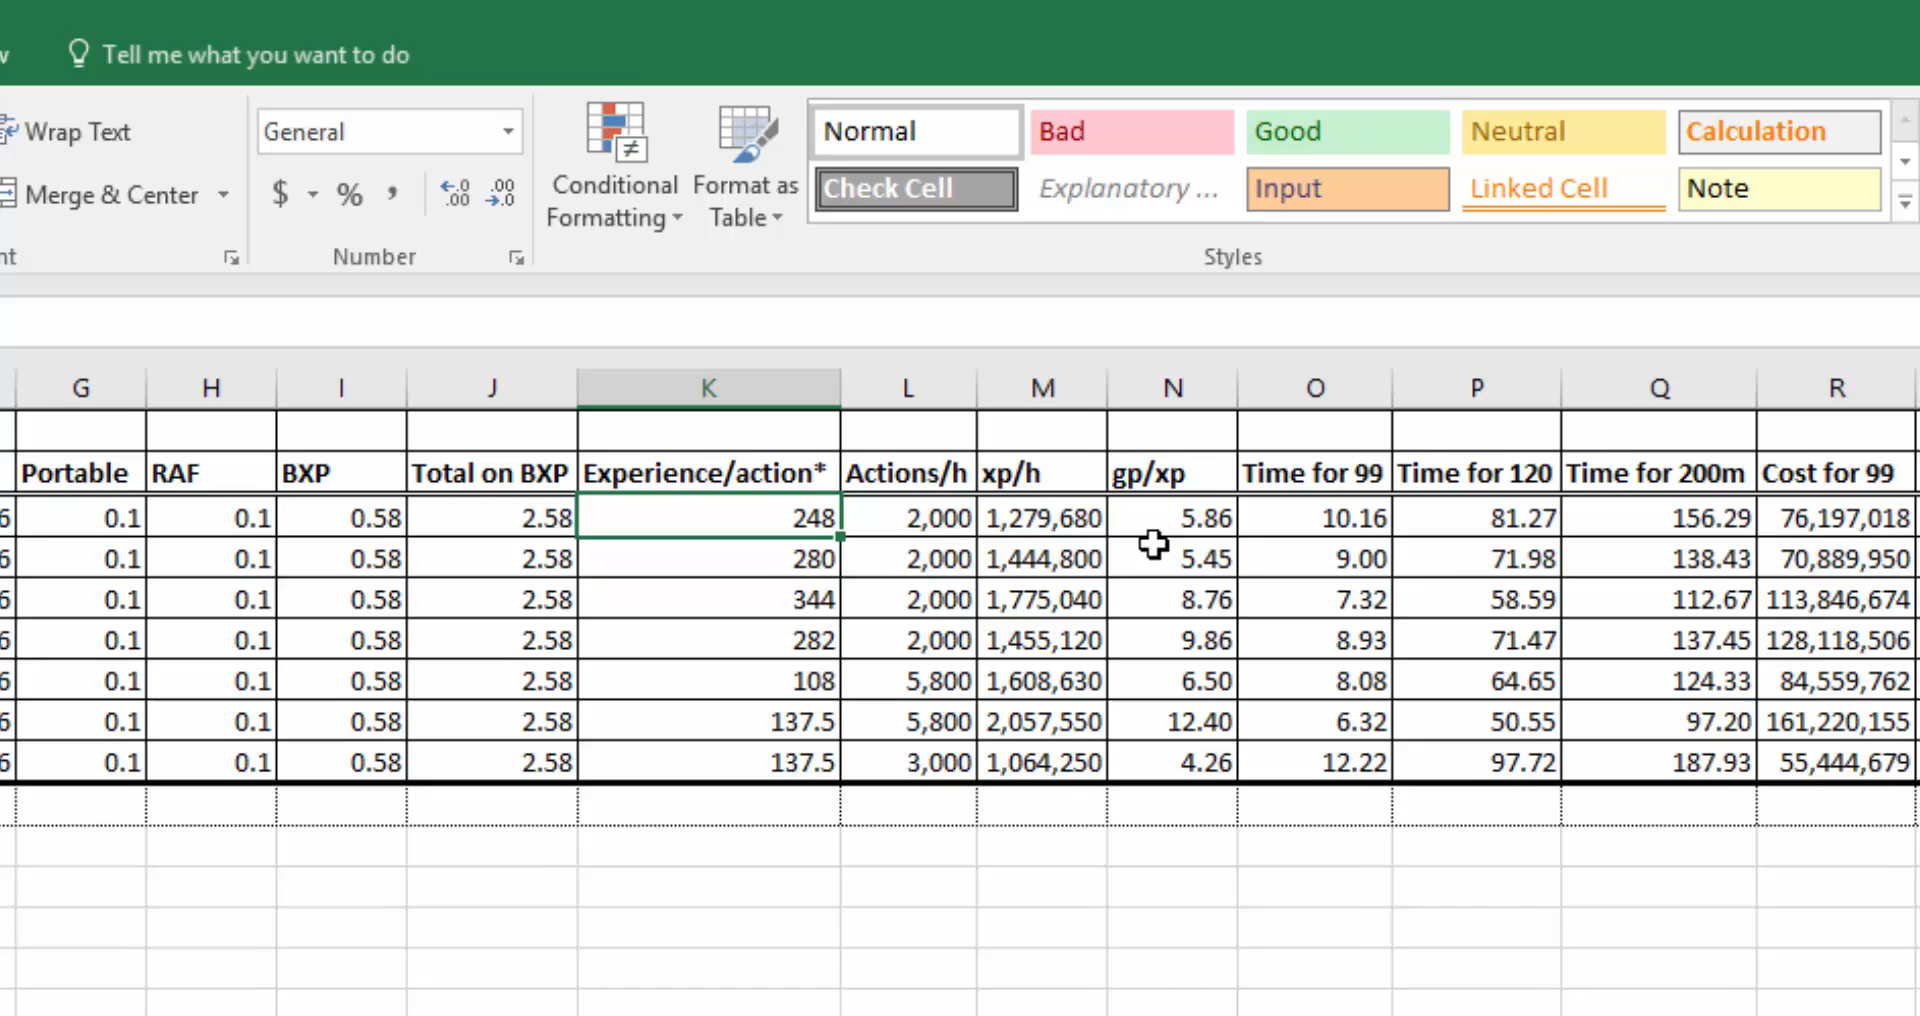 Tell me what you want to do
Wrap Text
General
Normal
Bad
Good
Neutral
Calculation
Merge & Center
$ % ,
Conditional Formatting
Format as Table
Check Cell
Explanatory ...
Input
Linked Cell
Note
Number
Styles
G H I J K L M N O P Q R
Portable RAF BXP Total on BXP Experience/action* Actions/h xp/h gp/xp Time for 99 Time for 120 Time for 200m Cost for 99
6 0.1 0.1 0.58 2.58 248 2,000 1,279,680 5.86 10.16 81.27 156.29 76,197,018
6 0.1 0.1 0.58 2.58 280 2,000 1,444,800 5.45 9.00 71.98 138.43 70,889,950
6 0.1 0.1 0.58 2.58 344 2,000 1,775,040 8.76 7.32 58.59 112.67 113,846,674
6 0.1 0.1 0.58 2.58 282 2,000 1,455,120 9.86 8.93 71.47 137.45 128,118,506
6 0.1 0.1 0.58 2.58 108 5,800 1,608,630 6.50 8.08 64.65 124.33 84,559,762
6 0.1 0.1 0.58 2.58 137.5 5,800 2,057,550 12.40 6.32 50.55 97.20 161,220,155
6 0.1 0.1 0.58 2.58 137.5 3,000 1,064,250 4.26 12.22 97.72 187.93 55,444,679